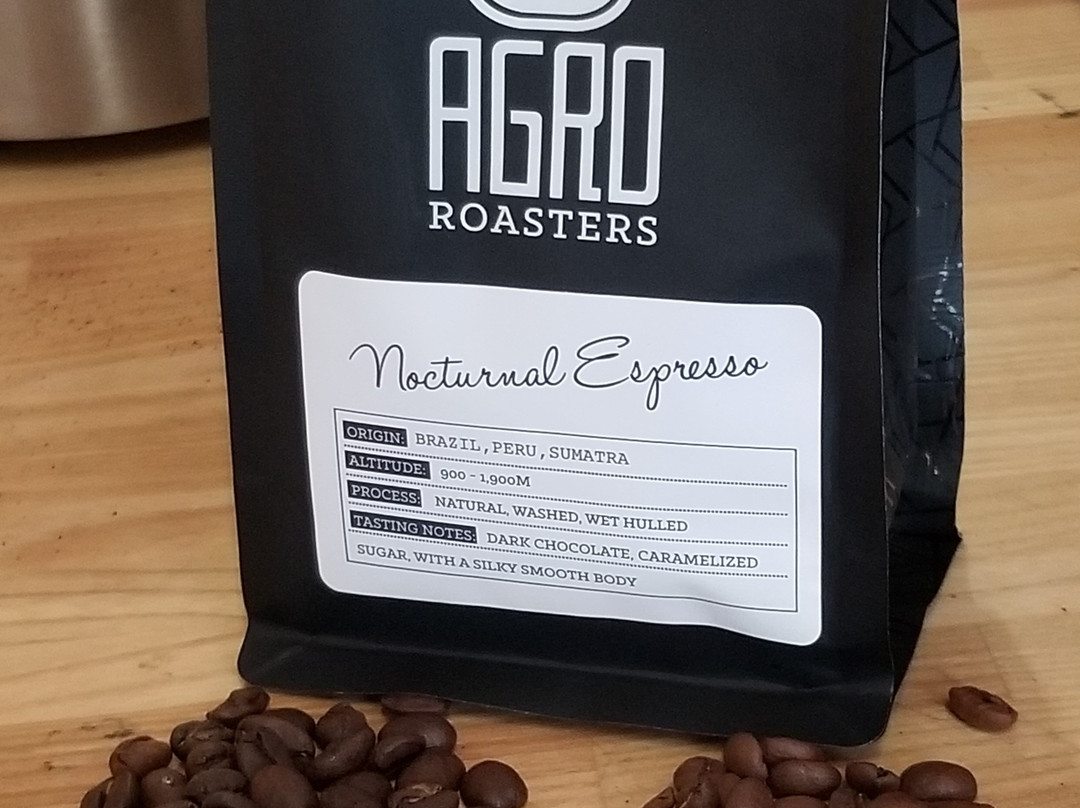 AGRO
ROASTERS
Nocturnal Espresso
ORIGIN: BRAZIL, PERU, SUMATRA
ALTITUDE: 900 - 1,900M
PROCESS: NATURAL, WASHED, WET HULLED
TASTING NOTES: DARK CHOCOLATE, CARAMELIZED
SUGAR, WITH A SILKY SMOOTH BODY